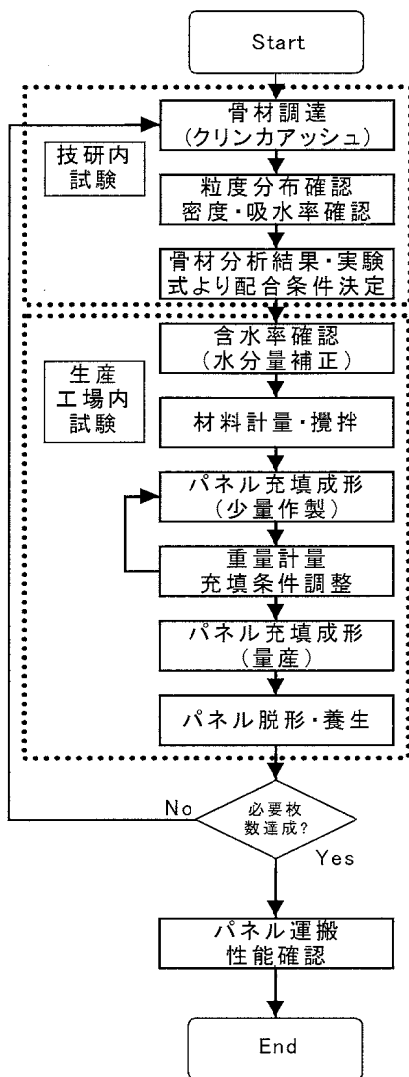 Start
骨材調達
(クリンカアッシュ)
技研内
試験
粒度分布確認
密度・吸水率確認
骨材分析結果・実験
式より配合条件決定
含水率確認
(水分量補正)
生産
工場内
試験
材料計量・攪拌
パネル充填成形
(少量作製)
重量計量
充填条件調整
パネル充填成形
(量産)
パネル脱形・養生
必要枚
数達成?
No
Yes
パネル運搬
性能確認
End